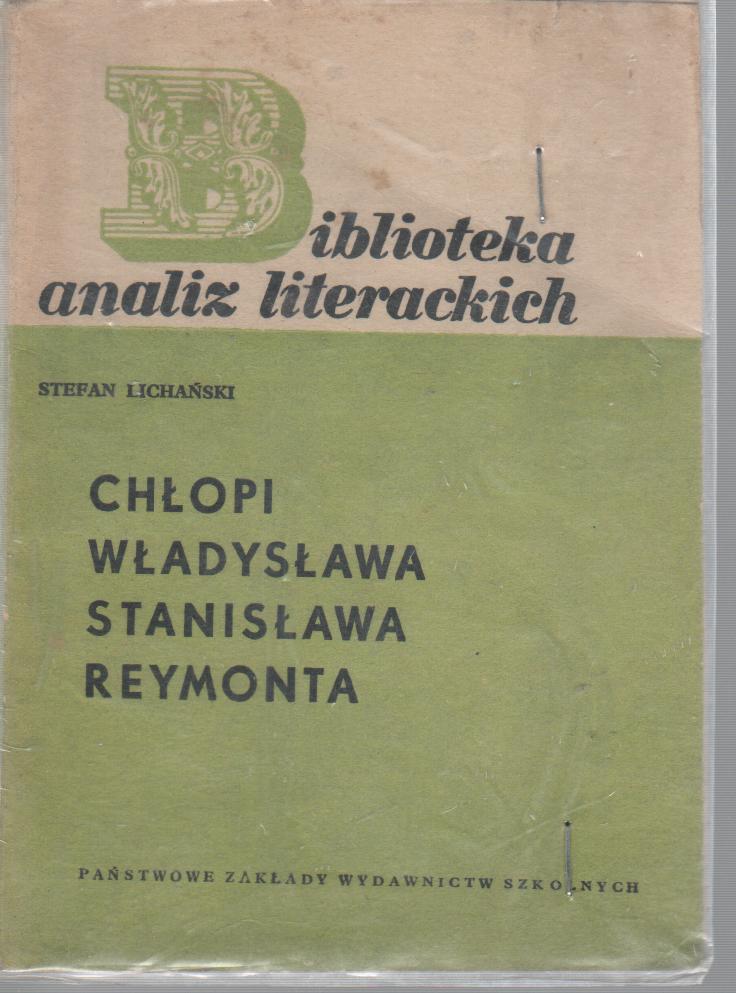 Biblioteka
analiz literackich
STEFAN LICHAŃSKI
CHŁOPI
WŁADYSŁAWA
STANISŁAWA
REYMONTA
PAŃSTWOWE ZAKŁADY WYDAWNICTW SZKOLNYCH